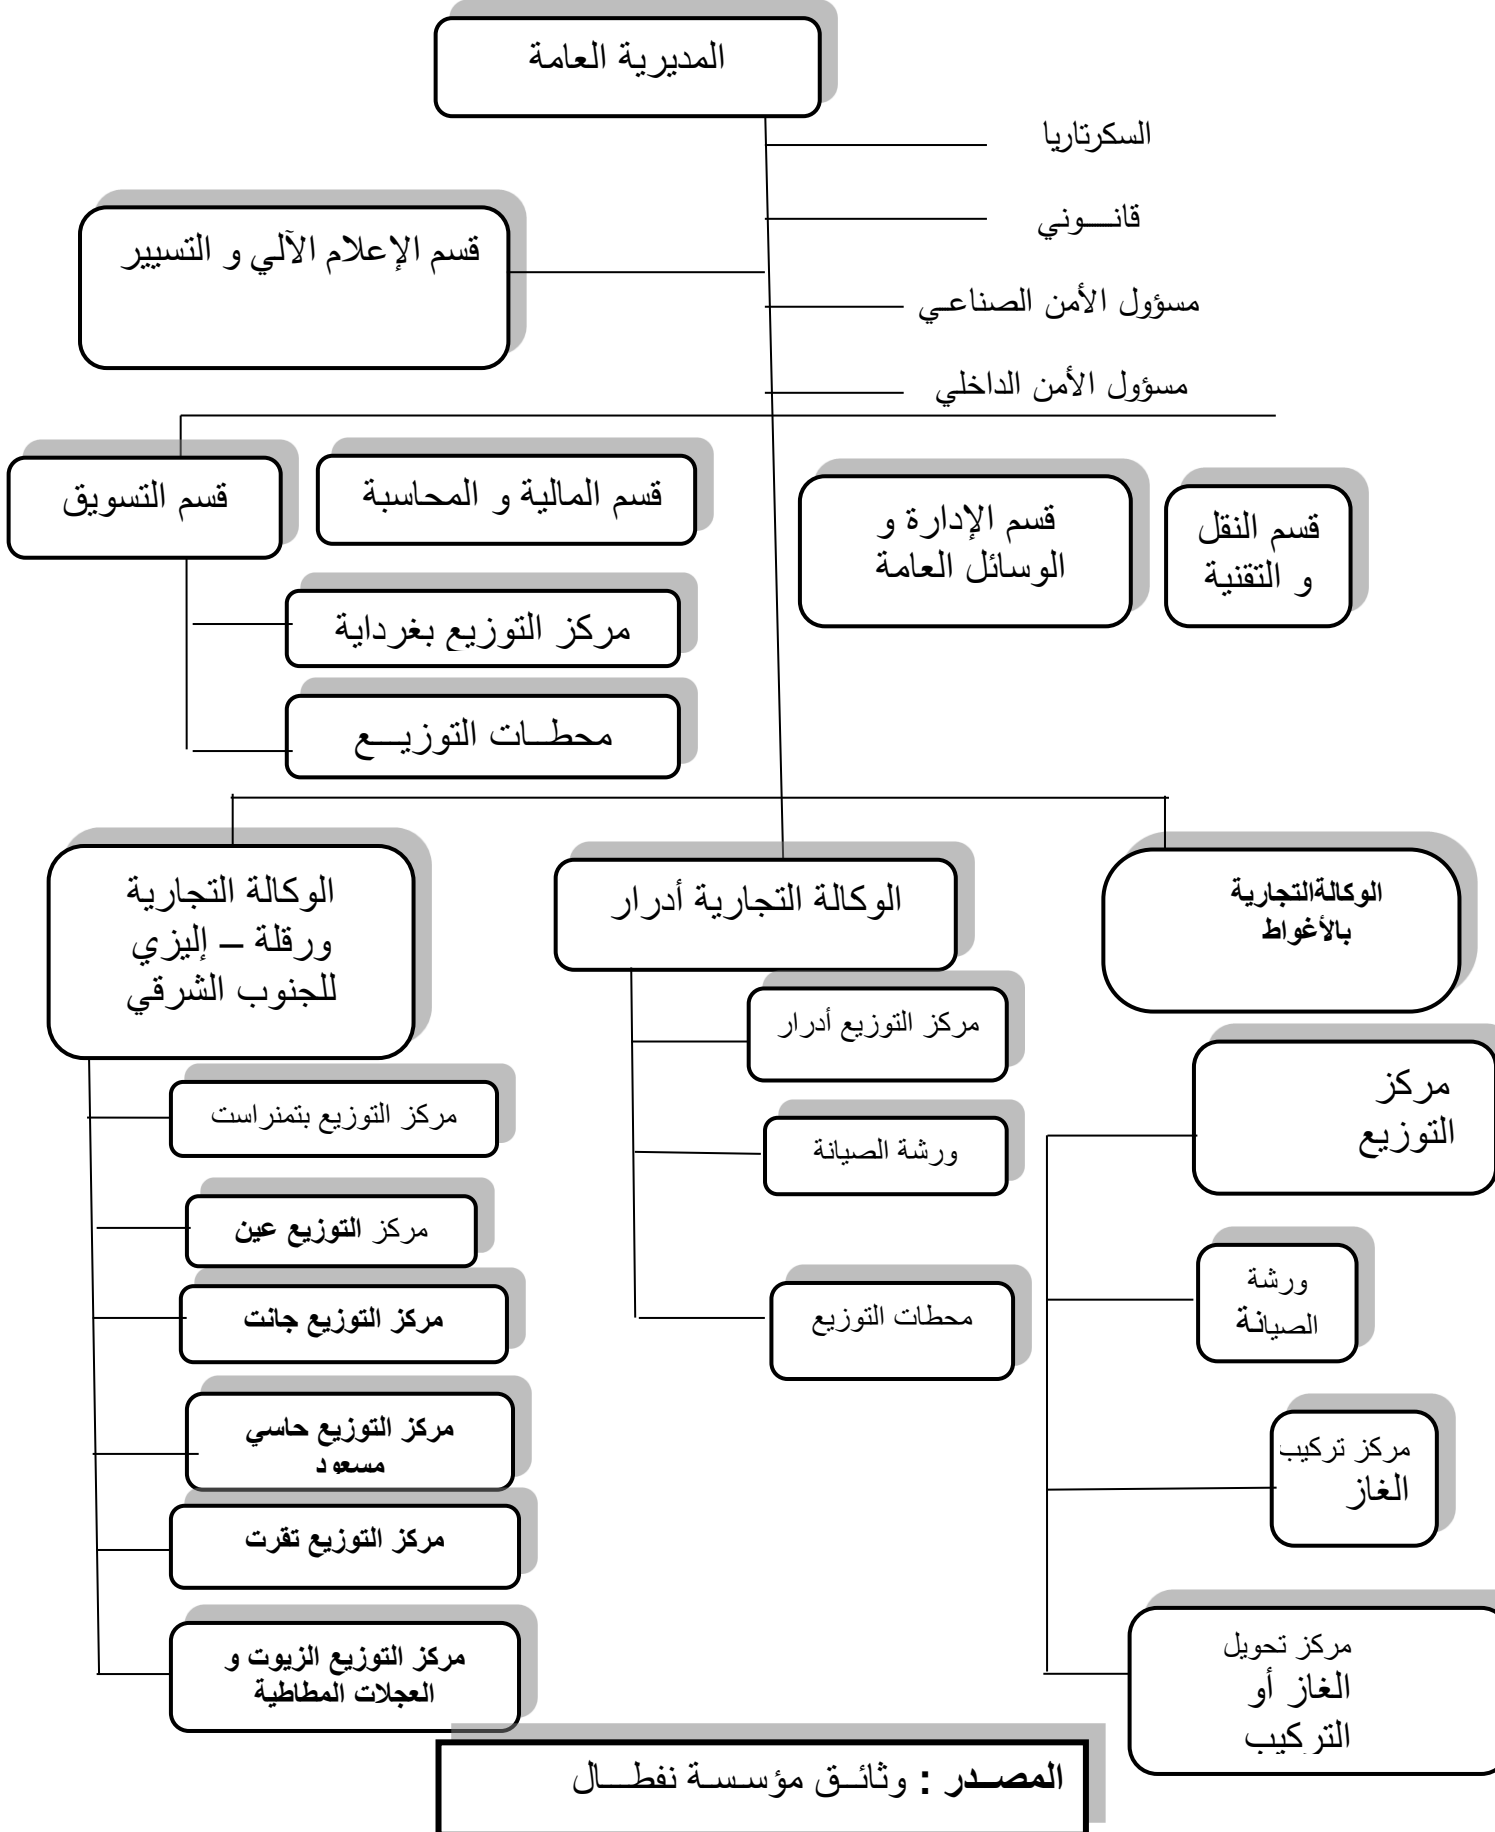 المديرية العامة
السكرتاريا
قانـــوني
قسم الإعلام الآلي و التسيير
مسؤول الأمن الصناعـي
مسؤول الأمن الداخلي
قسم النقل
و التقنية
قسم الإدارة و
الوسائل العامة
قسم المالية و المحاسبة
قسم التسويق
مركز التوزيع بغرداية
محطــات التوزيـــع
الوكالةالتجارية
بالأغواط
مركز
التوزيع
ورشة
الصيانة
مركز تركيب
الغاز
مركز تحويل
الغاز أو
التركيب
الوكالة التجارية أدرار
مركز التوزيع أدرار
ورشة الصيانة
محطات التوزيع
الوكالة التجارية
ورقلة – إليزي
للجنوب الشرقي
مركز التوزيع بتمنراست
مركز التوزيع عين
مركز التوزيع جانت
مركز التوزيع حاسي
مسعود
مركز التوزيع تقرت
مركز التوزيع الزيوت و
العجلات المطاطية
المصــدر : وثائــق مؤسسـة نفطـــال